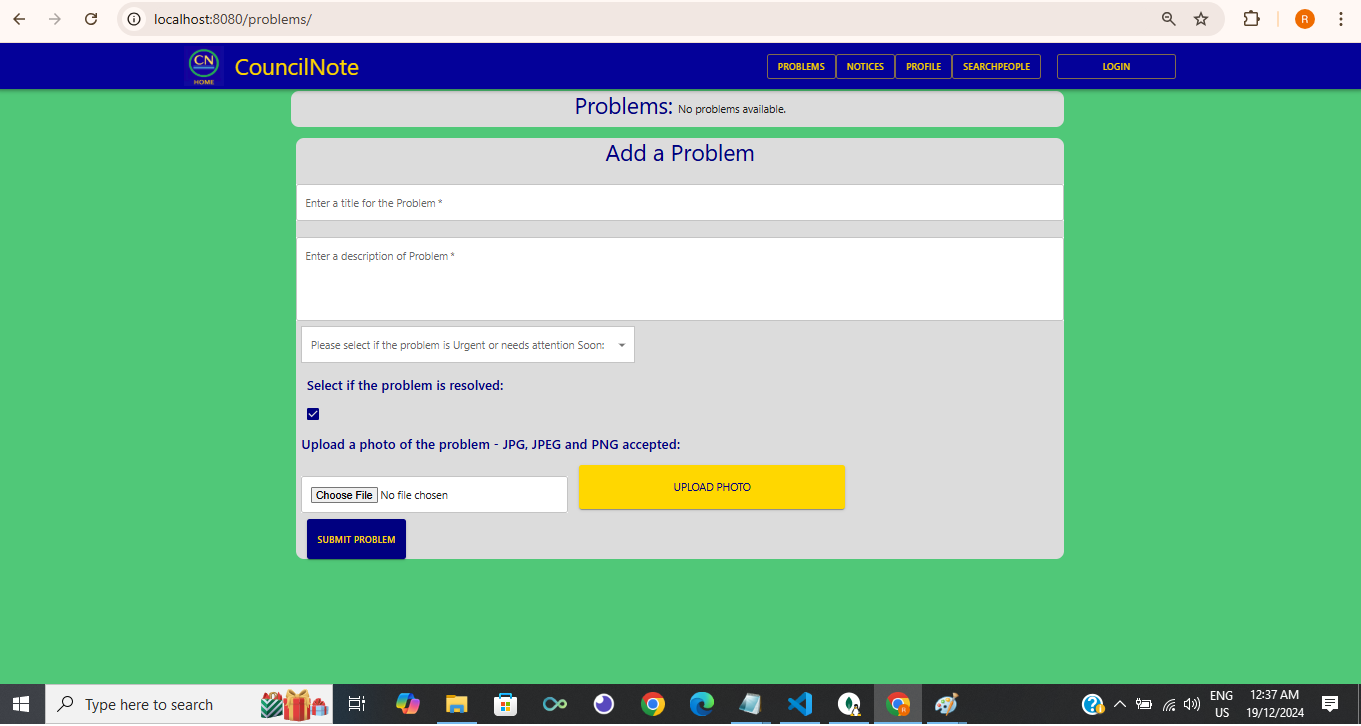 localhost:8080/problems/
R
CN
HOME
CouncilNote
PROBLEMS NOTICES PROFILE SEARCHPEOPLE LOGIN
Problems: No problems available.
Add a Problem
Enter a title for the Problem *
Enter a description of Problem *
Please select if the problem is Urgent or needs attention Soon:
Select if the problem is resolved:
Upload a photo of the problem - JPG, JPEG and PNG accepted:
Choose File No file chosen
UPLOAD PHOTO
SUBMIT PROBLEM
Type here to search
ENG
US
12:37 AM
19/12/2024